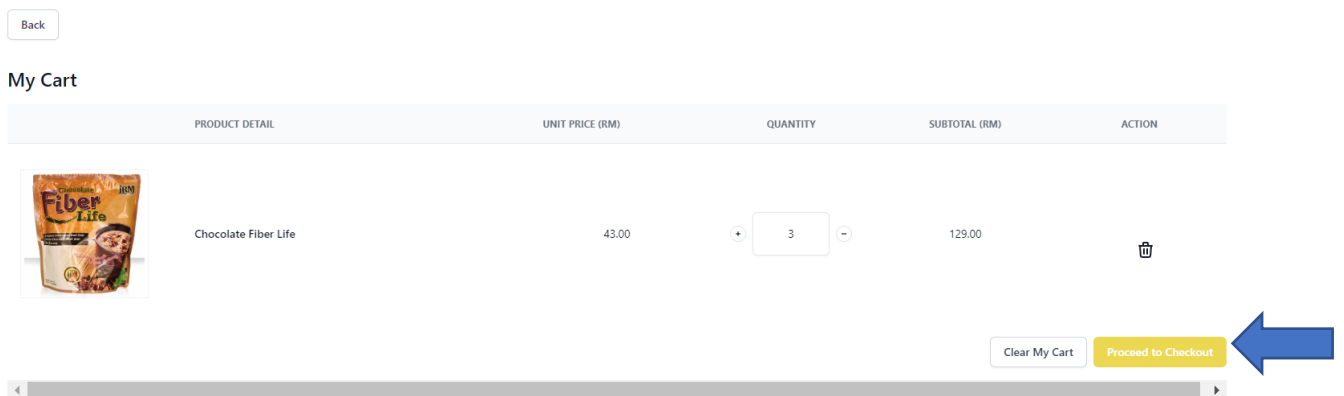 Back
My Cart
PRODUCT DETAIL UNIT PRICE (RM) QUANTITY SUBTOTAL (RM) ACTION
Chocolate
iRM
Fiber
Life
Chocolate Fiber Life 43.00 + 3 - 129.00
Clear My Cart Proceed to Checkout